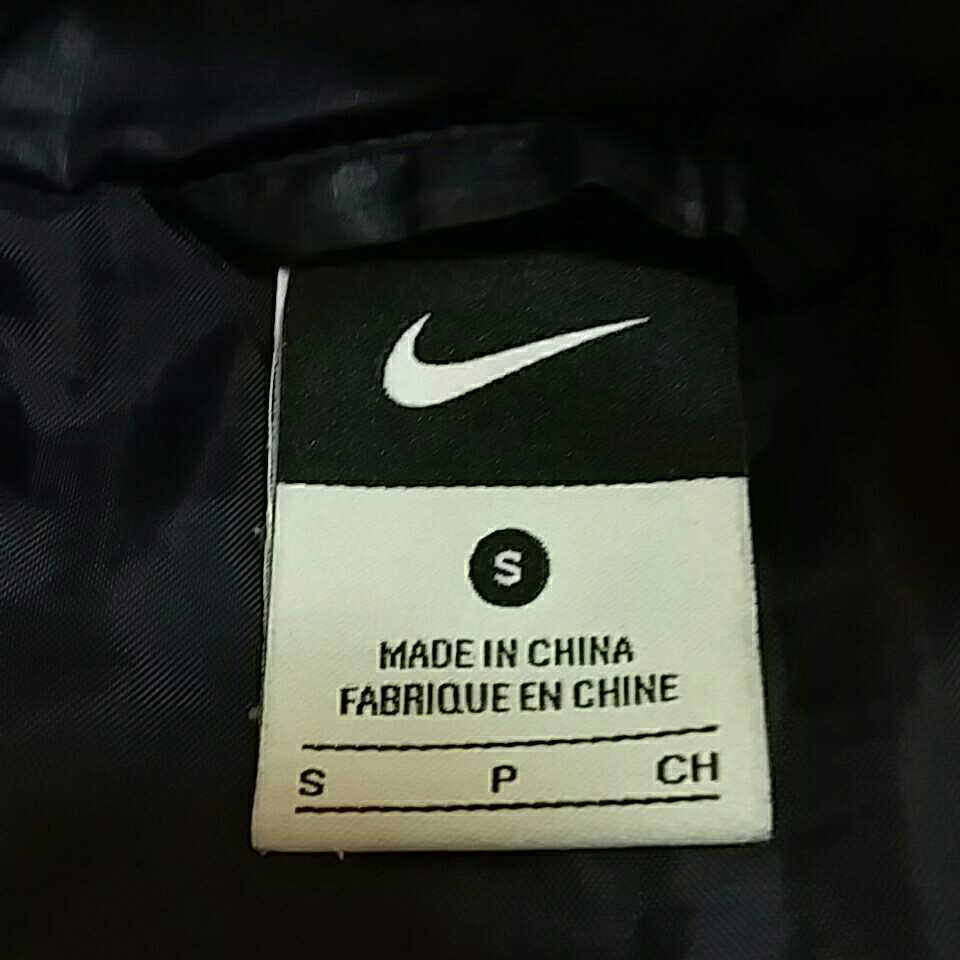 S
MADE IN CHINA
FABRIQUE EN CHINE
S P CH